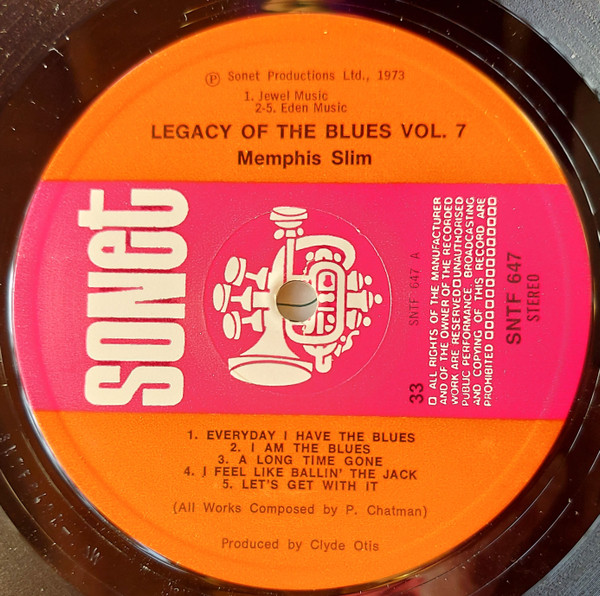 Ⓟ Sonet Productions Ltd., 1973
1. Jewel Music
2-5. Eden Music
LEGACY OF THE BLUES VOL. 7
Memphis Slim
sonet
SNTF 647 A
33
□ ALL RIGHTS OF THE MANUFACTURER
AND OF THE OWNER OF THE RECORDED
WORK ARE RESERVED□UNAUTHORISED
PUBLIC PERFORMANCE, BROADCASTING
AND COPYING OF THIS RECORD ARE
PROHIBITED□□□□□□□□□□□□□□
SNTF 647
STEREO
1. EVERYDAY I HAVE THE BLUES
2. I AM THE BLUES
3. A LONG TIME GONE
4. I FEEL LIKE BALLIN' THE JACK
5. LET'S GET WITH IT
(All Works Composed by P. Chatman)
Produced by Clyde Otis